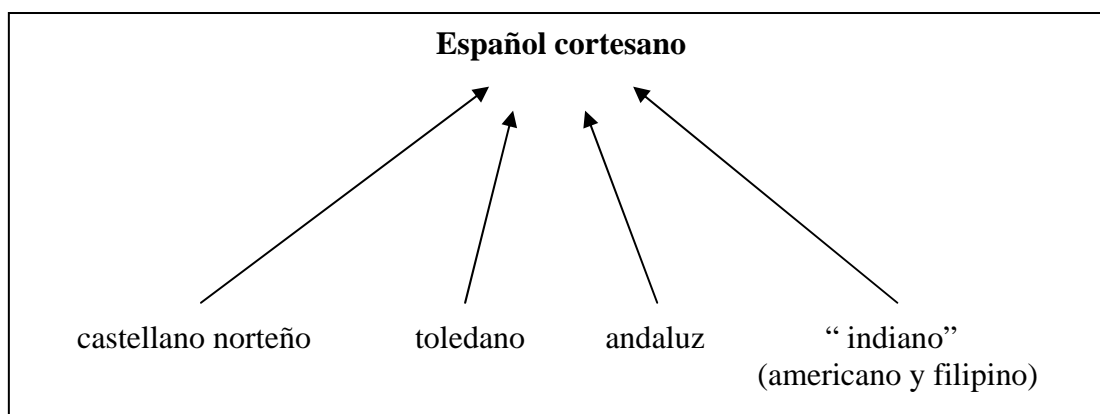 Español cortesano
castellano norteño toledano andaluz “ indiano”
(americano y filipino)